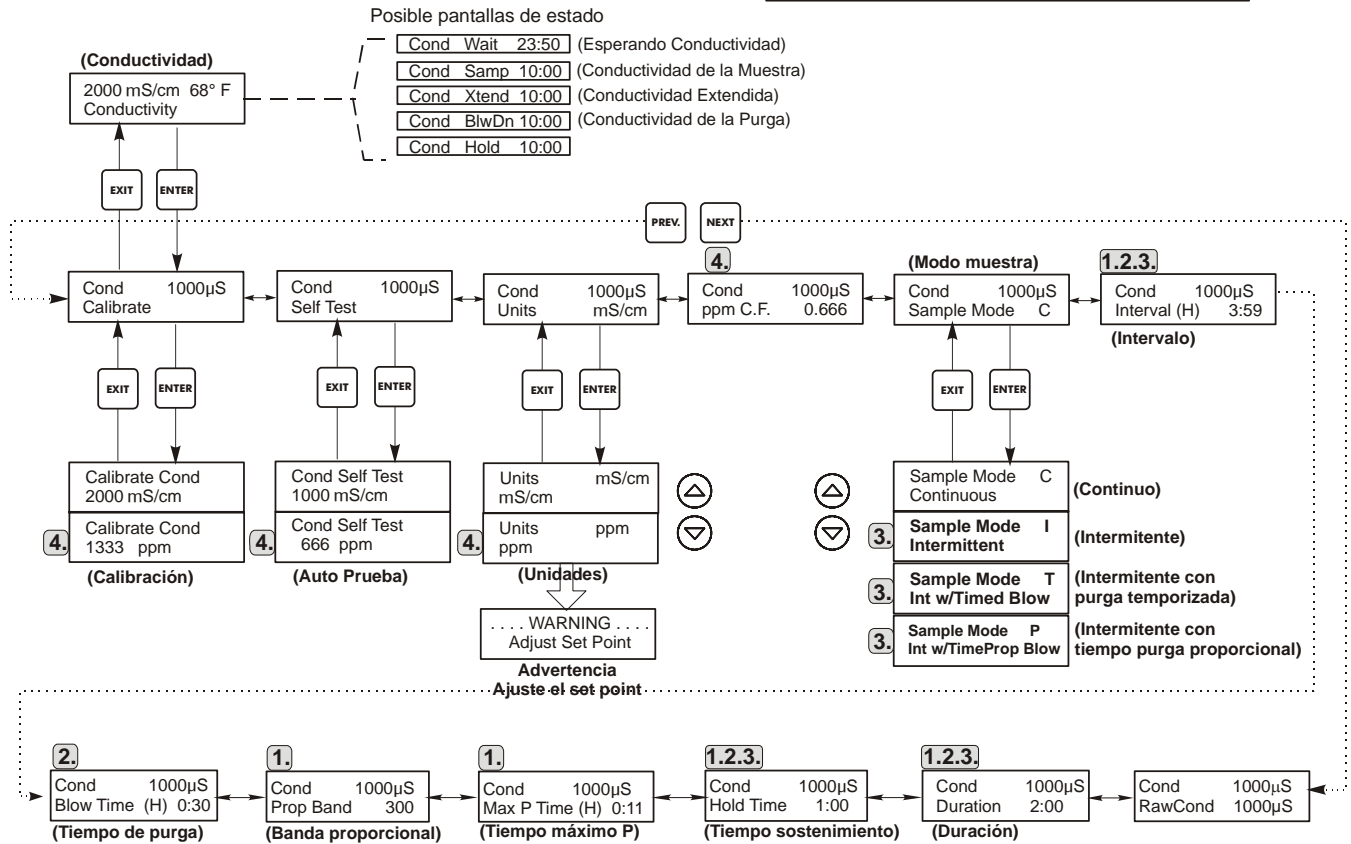 Posible pantallas de estado
Cond Wait 23:50 (Esperando Conductividad)
Cond Samp 10:00 (Conductividad de la Muestra)
Cond Xtend 10:00 (Conductividad Extendida)
Cond BlwDn 10:00 (Conductividad de la Purga)
Cond Hold 10:00
(Conductividad)
2000 mS/cm 68° F
Conductivity
EXIT ENTER
PREV. NEXT
Cond 1000µS
Calibrate
Cond 1000µS
Self Test
Cond 1000µS
Units mS/cm
4.
Cond 1000µS
ppm C.F. 0.666
(Modo muestra)
Cond 1000µS
Sample Mode C
1.2.3.
Cond 1000µS
Interval (H) 3:59
(Intervalo)
EXIT ENTER
EXIT ENTER
EXIT ENTER
EXIT ENTER
Calibrate Cond
2000 mS/cm
4.
Calibrate Cond
1333 ppm
(Calibración)
Cond Self Test
1000 mS/cm
4.
Cond Self Test
666 ppm
(Auto Prueba)
Units mS/cm
mS/cm
4.
Units ppm
ppm
(Unidades)
. . . . WARNING . . . .
Adjust Set Point
Advertencia
Ajuste el set point
Sample Mode C
Continuous
(Continuo)
3.
Sample Mode I
Intermittent
(Intermitente)
3.
Sample Mode T
Int w/Timed Blow
(Intermitente con
purga temporizada)
3.
Sample Mode P
Int w/TimeProp Blow
(Intermitente con
tiempo purga proporcional)
2.
Cond 1000µS
Blow Time (H) 0:30
(Tiempo de purga)
1.
Cond 1000µS
Prop Band 300
(Banda proporcional)
1.
Cond 1000µS
Max P Time (H) 0:11
(Tiempo máximo P)
1.2.3.
Cond 1000µS
Hold Time 1:00
(Tiempo sostenimiento)
1.2.3.
Cond 1000µS
Duration 2:00
(Duración)
Cond 1000µS
RawCond 1000µS